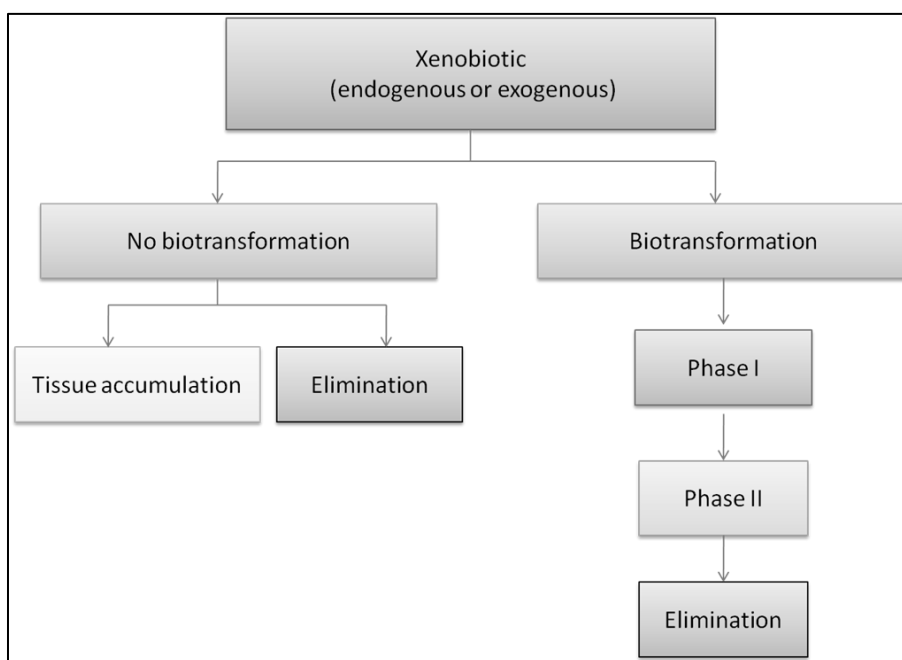 Xenobiotic
(endogenous or exogenous)
No biotransformation
Biotransformation
Tissue accumulation
Elimination
Phase I
Phase II
Elimination